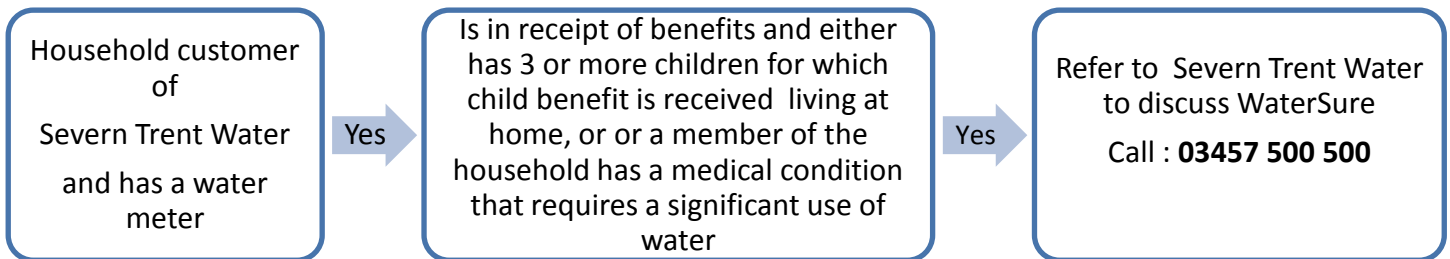 Household customer
of
Severn Trent Water
and has a water
meter
Yes
Is in receipt of benefits and either
has 3 or more children for which
child benefit is received living at
home, or or a member of the
household has a medical condition
that requires a significant use of
water
Yes
Refer to Severn Trent Water
to discuss WaterSure
Call : 03457 500 500